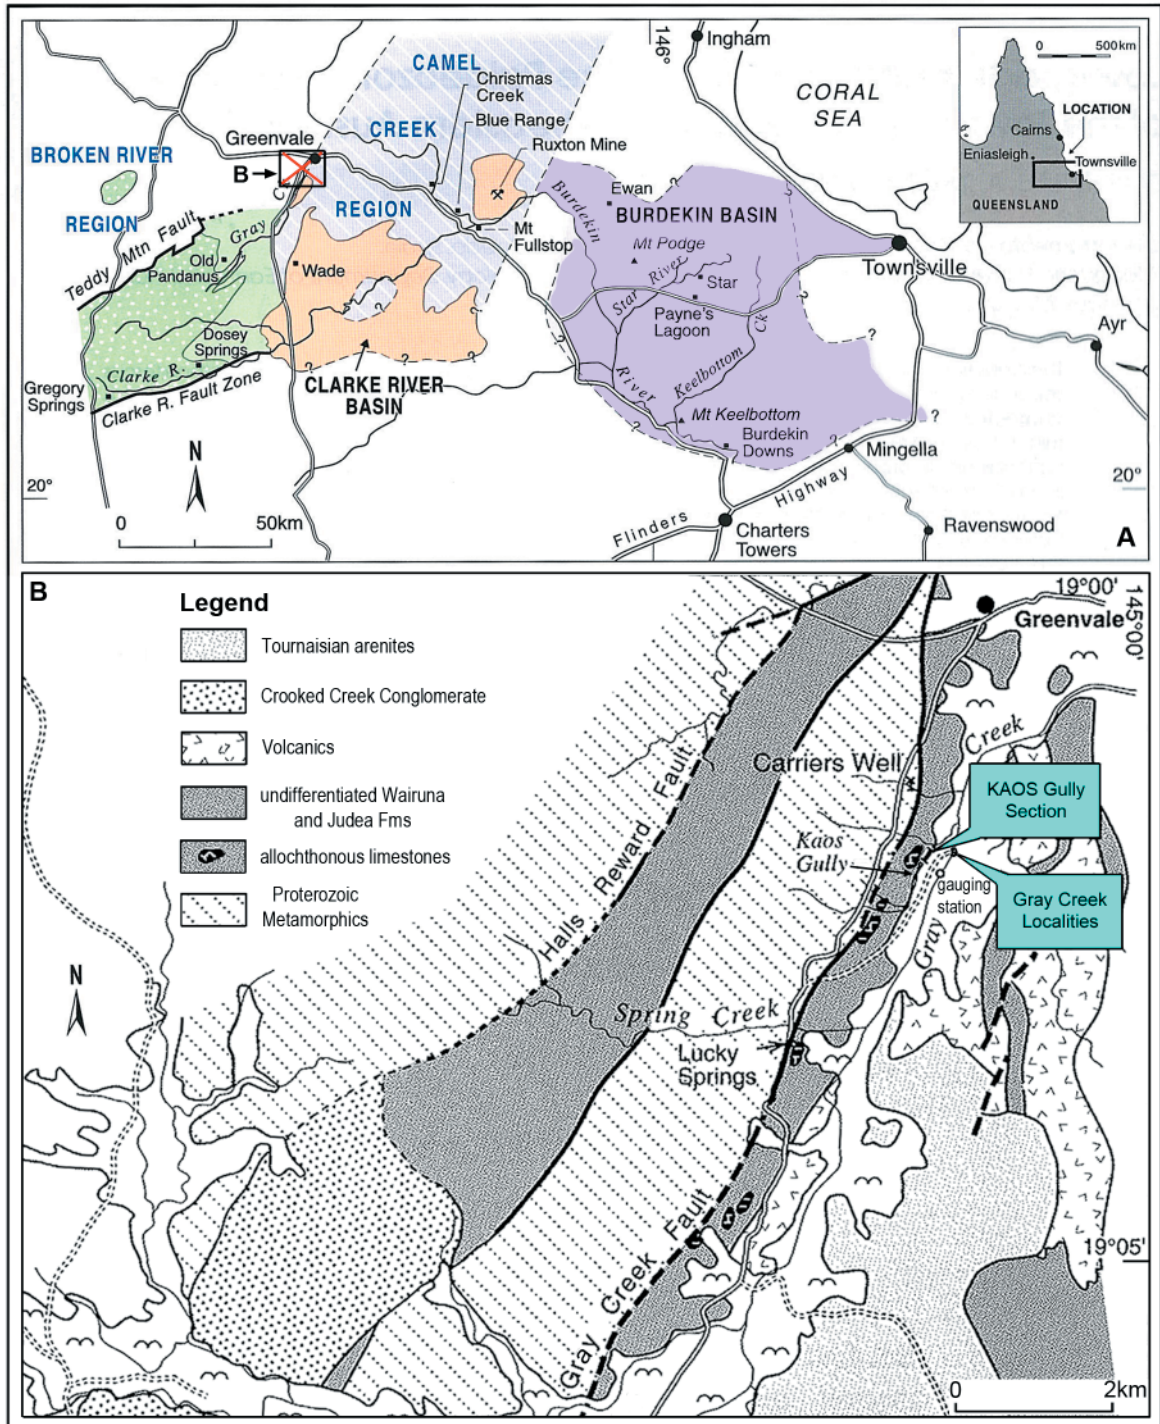 146°
Ingham
CORAL
SEA
0 500km
LOCATION
Cairns
Eniasleigh
Townsville
QUEENSLAND
CAMEL
Christmas
Creek
CREEK
Blue Range
Greenvale
Ruxton Mine
BROKEN RIVER
B
REGION
REGION
Mt
Fullstop
Teddy Mtn Fault
Gray
C
Old
Pandanus
Wade
Ewan
?
Burdekin
BURDEKIN BASIN
Mt Podge
Star River
Star
Payne's
Lagoon
Townsville
?
?
?
Ck
Ayr
Dosey
Springs
?
?
?
Clarke R.
CLARKE RIVER
BASIN
Gregory
Springs
Clarke R. Fault Zone
River
Keelbottom
Mt Keelbottom
?
?
?
Burdekin
Downs
Mingella
N
20°
20°
0 50km
Highway
Flinders
Charters
Towers
Ravenswood
A
B
Legend
Tournaisian arenites
Crooked Creek Conglomerate
Volcanics
undifferentiated Wairuna
and Judea Fms
allochthonous limestones
Proterozoic
Metamorphics
19°00'
145°00'
Greenvale
Creek
Carriers Well
KAOS Gully
Section
Kaos
Gully
gauging
station
Gray Creek
Localities
Gray
Halls Reward Fault
N
Spring Creek
Lucky
Springs
Gray Creek Fault
19°05'
0 2km